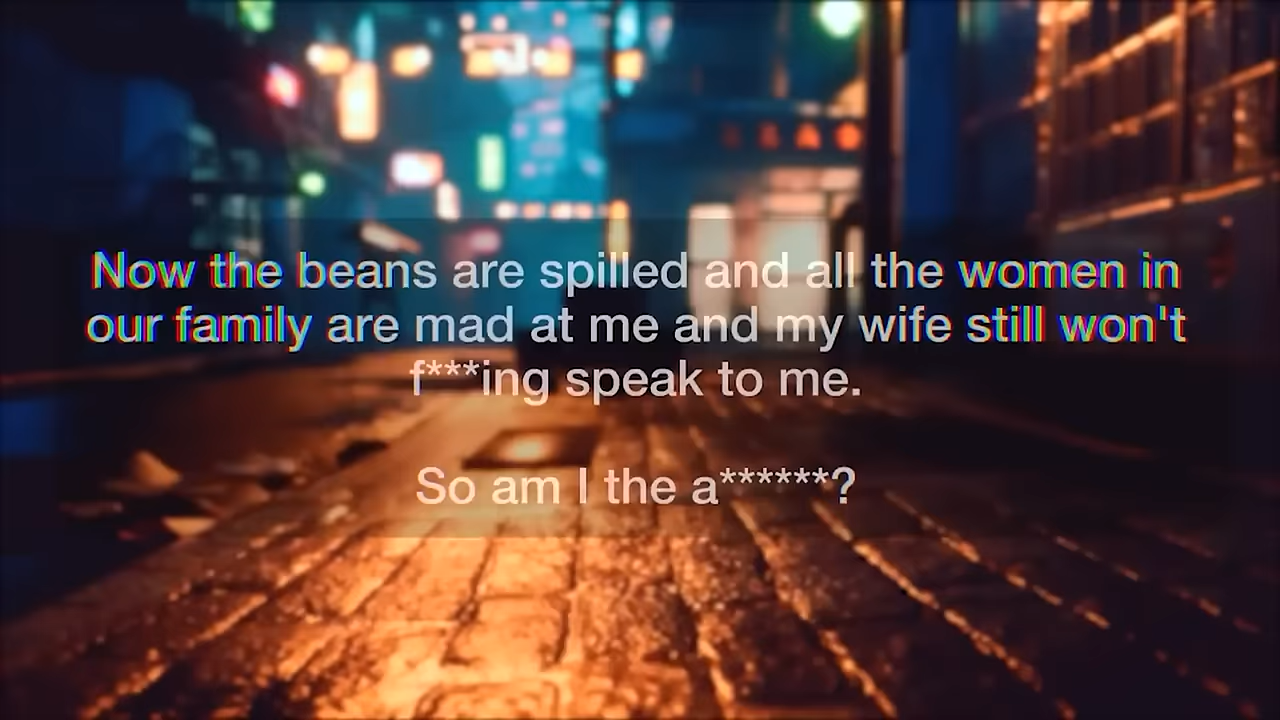 Now the beans are spilled and all the women in
our family are mad at me and my wife still won't
f***ing speak to me.
So am I the a******?